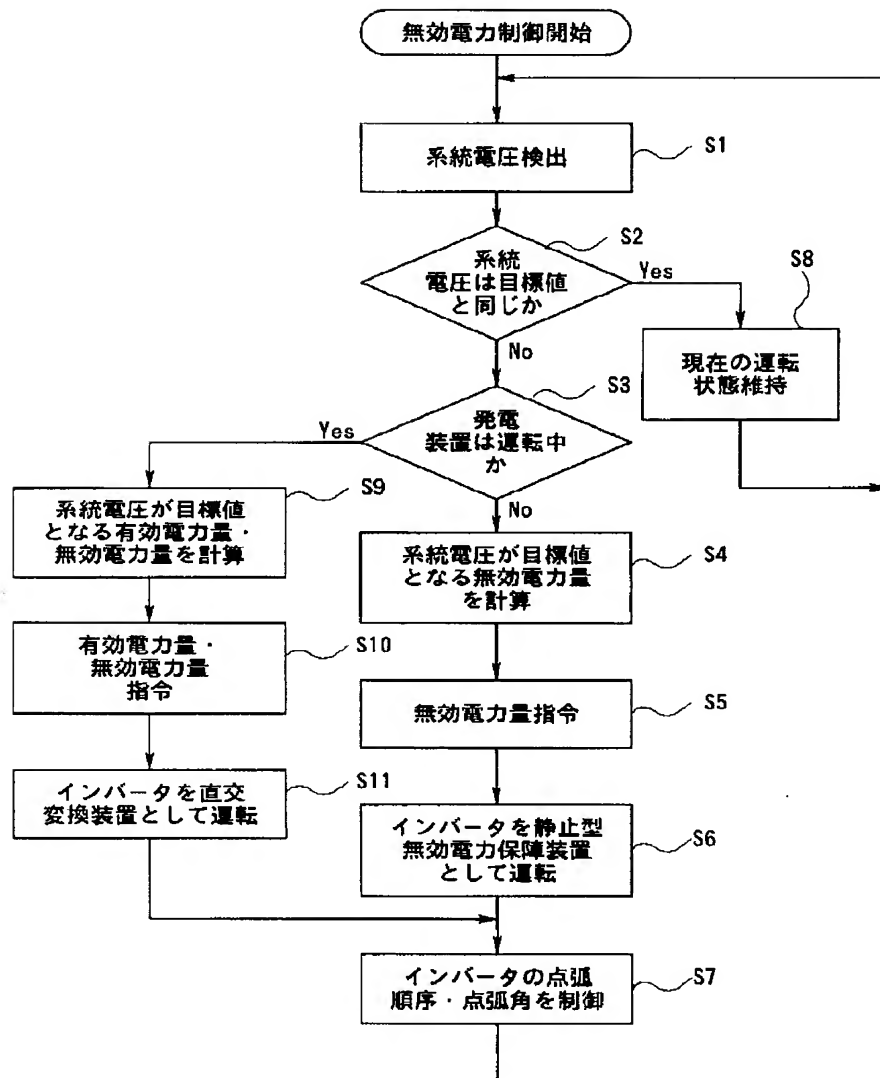 無効電力制御開始
系統電圧検出
S1
系統
電圧は目標値
と同じか
S2
Yes
No
現在の運転
状態維持
S8
発電
装置は運転中
か
S3
Yes
No
系統電圧が目標値
となる有効電力量・
無効電力量を計算
S9
系統電圧が目標値
となる無効電力量
を計算
S4
有効電力量・
無効電力量
指令
S10
無効電力量指令
S5
インバータを直交
変換装置として運転
S11
インバータを静止型
無効電力保障装置
として運転
S6
インバータの点弧
順序・点弧角を制御
S7